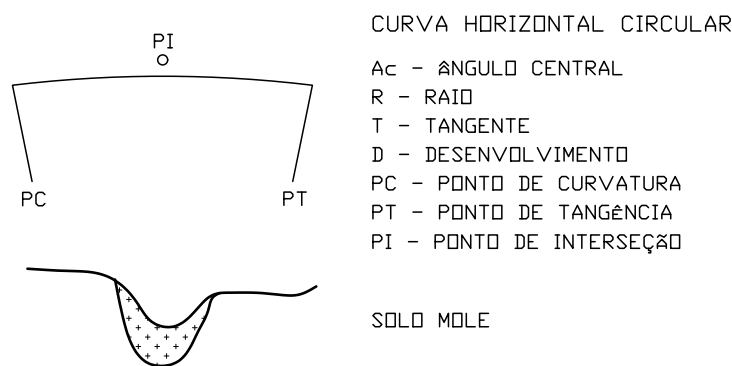 PI
PC
PT
CURVA HORIZONTAL CIRCULAR
Ac - ÂNGULO CENTRAL
R - RAIO
T - TANGENTE
D - DESENVOLVIMENTO
PC - PONTO DE CURVATURA
PT - PONTO DE TANGÊNCIA
PI - PONTO DE INTERSEÇÃO
SOLO MOLE